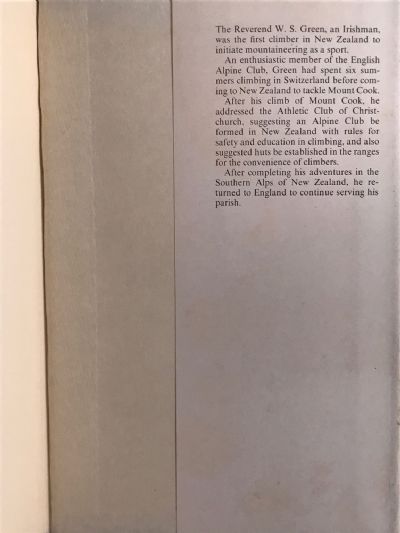 The Reverend W. S. Green, an Irishman,
was the first climber in New Zealand to
initiate mountaineering as a sport.
An enthusiastic member of the English
Alpine Club, Green had spent six sum-
mers climbing in Switzerland before com-
ing to New Zealand to tackle Mount Cook.
After his climb of Mount Cook, he
addressed the Athletic Club of Christ-
church, suggesting an Alpine Club be
formed in New Zealand with rules for
safety and education in climbing, and also
suggested huts be established in the ranges
for the convenience of climbers.
After completing his adventures in the
Southern Alps of New Zealand, he re-
turned to England to continue serving his
parish.